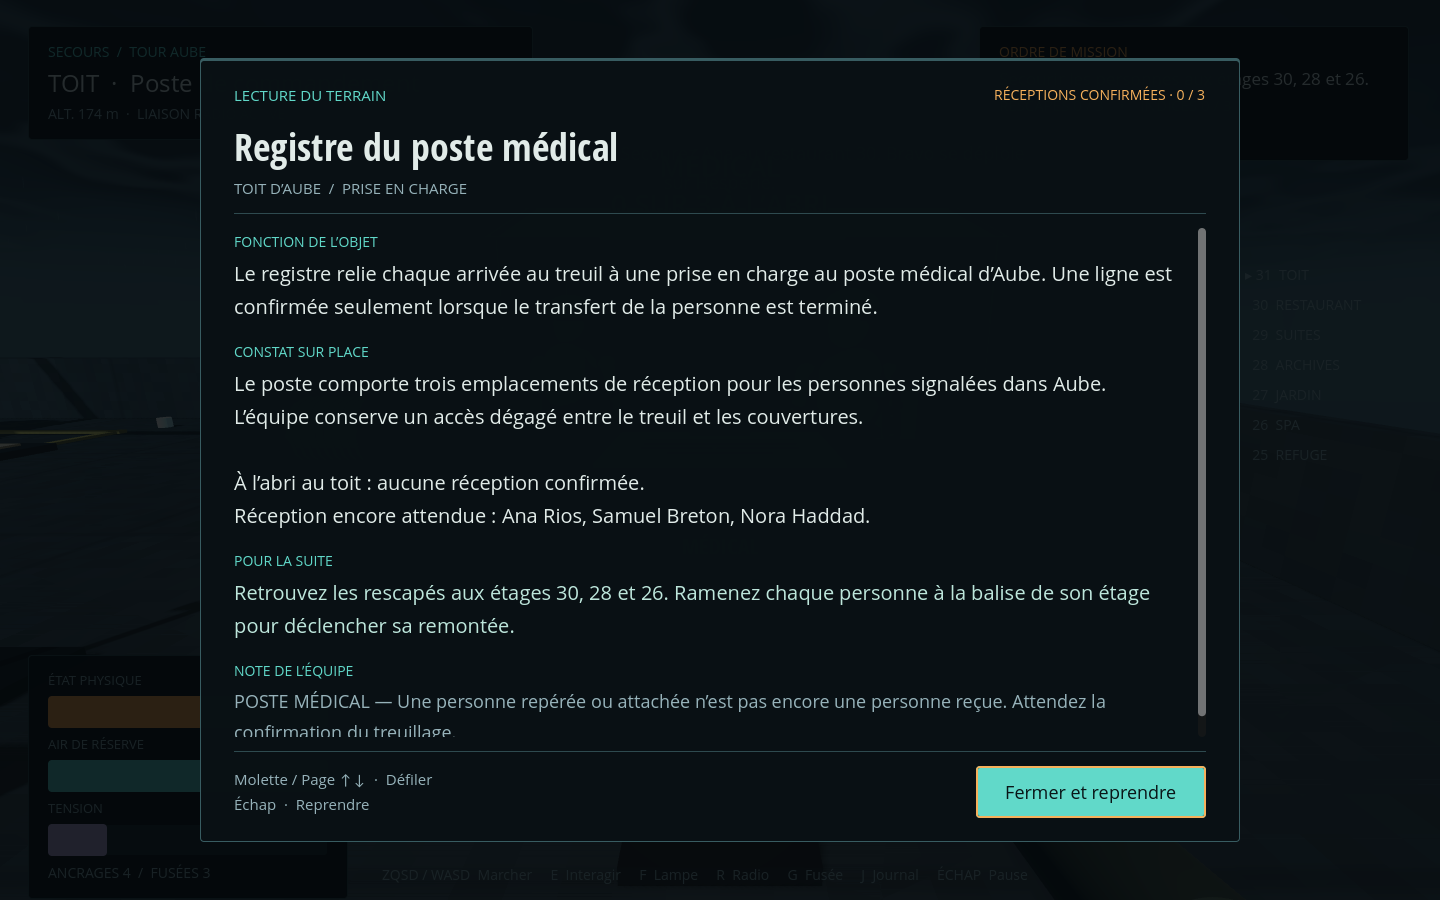 SECOURS / TOUR AUBE
TOIT · Poste
ALT. 174 m · LIAISON
ORDRE DE MISSION
ges 30, 28 et 26.
LECTURE DU TERRAIN
RÉCEPTIONS CONFIRMÉES · 0 / 3
Registre du poste médical
TOIT D’AUBE / PRISE EN CHARGE
FONCTION DE L’OBJET
Le registre relie chaque arrivée au treuil à une prise en charge au poste médical d’Aube. Une ligne est
confirmée seulement lorsque le transfert de la personne est terminé.
CONSTAT SUR PLACE
Le poste comporte trois emplacements de réception pour les personnes signalées dans Aube.
L’équipe conserve un accès dégagé entre le treuil et les couvertures.
À l’abri au toit : aucune réception confirmée.
Réception encore attendue : Ana Rios, Samuel Breton, Nora Haddad.
POUR LA SUITE
Retrouvez les rescapés aux étages 30, 28 et 26. Ramenez chaque personne à la balise de son étage
pour déclencher sa remontée.
NOTE DE L’ÉQUIPE
POSTE MÉDICAL — Une personne repérée ou attachée n’est pas encore une personne reçue. Attendez la
confirmation du treuillage.
Molette / Page ↑↓ · Défiler
Échap · Reprendre
Fermer et reprendre
▸ 31 TOIT
30 RESTAURANT
29 SUITES
28 ARCHIVES
27 JARDIN
26 SPA
25 REFUGE
ÉTAT PHYSIQUE
AIR DE RÉSERVE
TENSION
ANCRAGES 4 / FUSÉES 3
ZQSD / WASD Marcher E Interagir F Lampe R Radio G Fusée J Journal ÉCHAP Pause